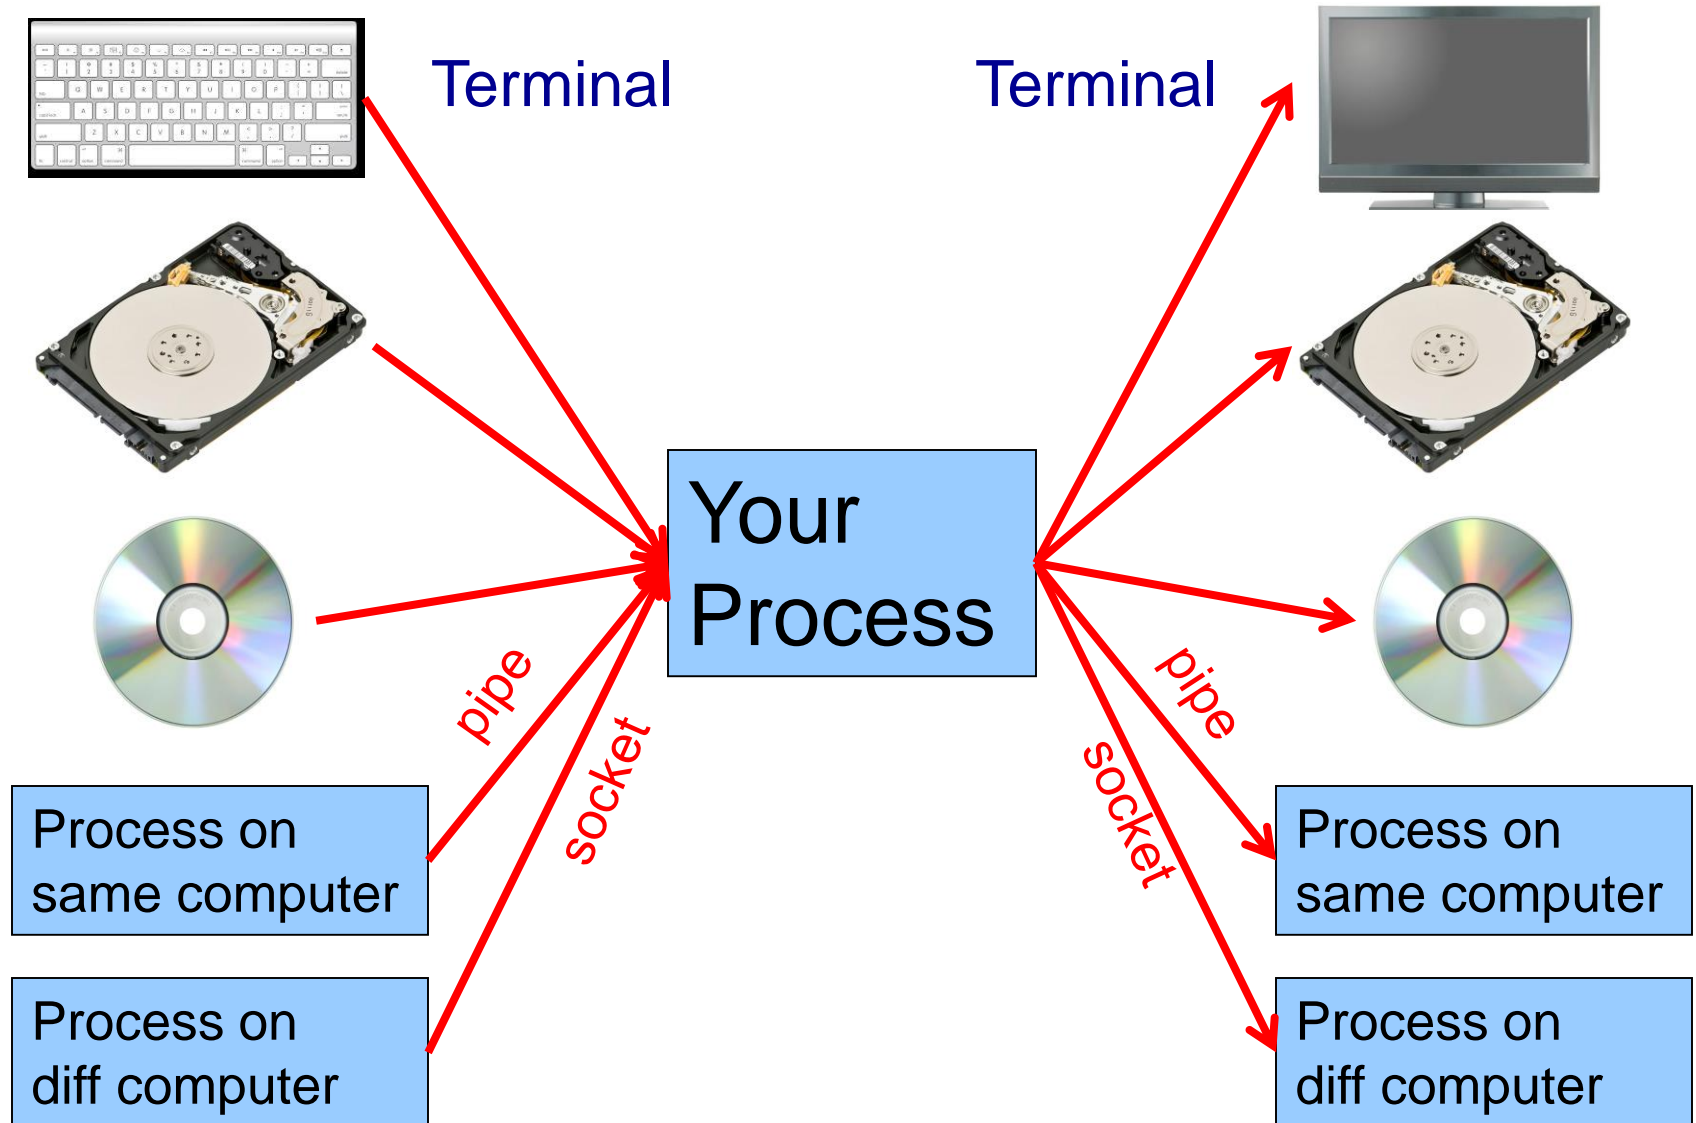 Terminal
Terminal
Your
Process
pipe
socket
pipe
socket
Process on
same computer
Process on
same computer
Process on
diff computer
Process on
diff computer